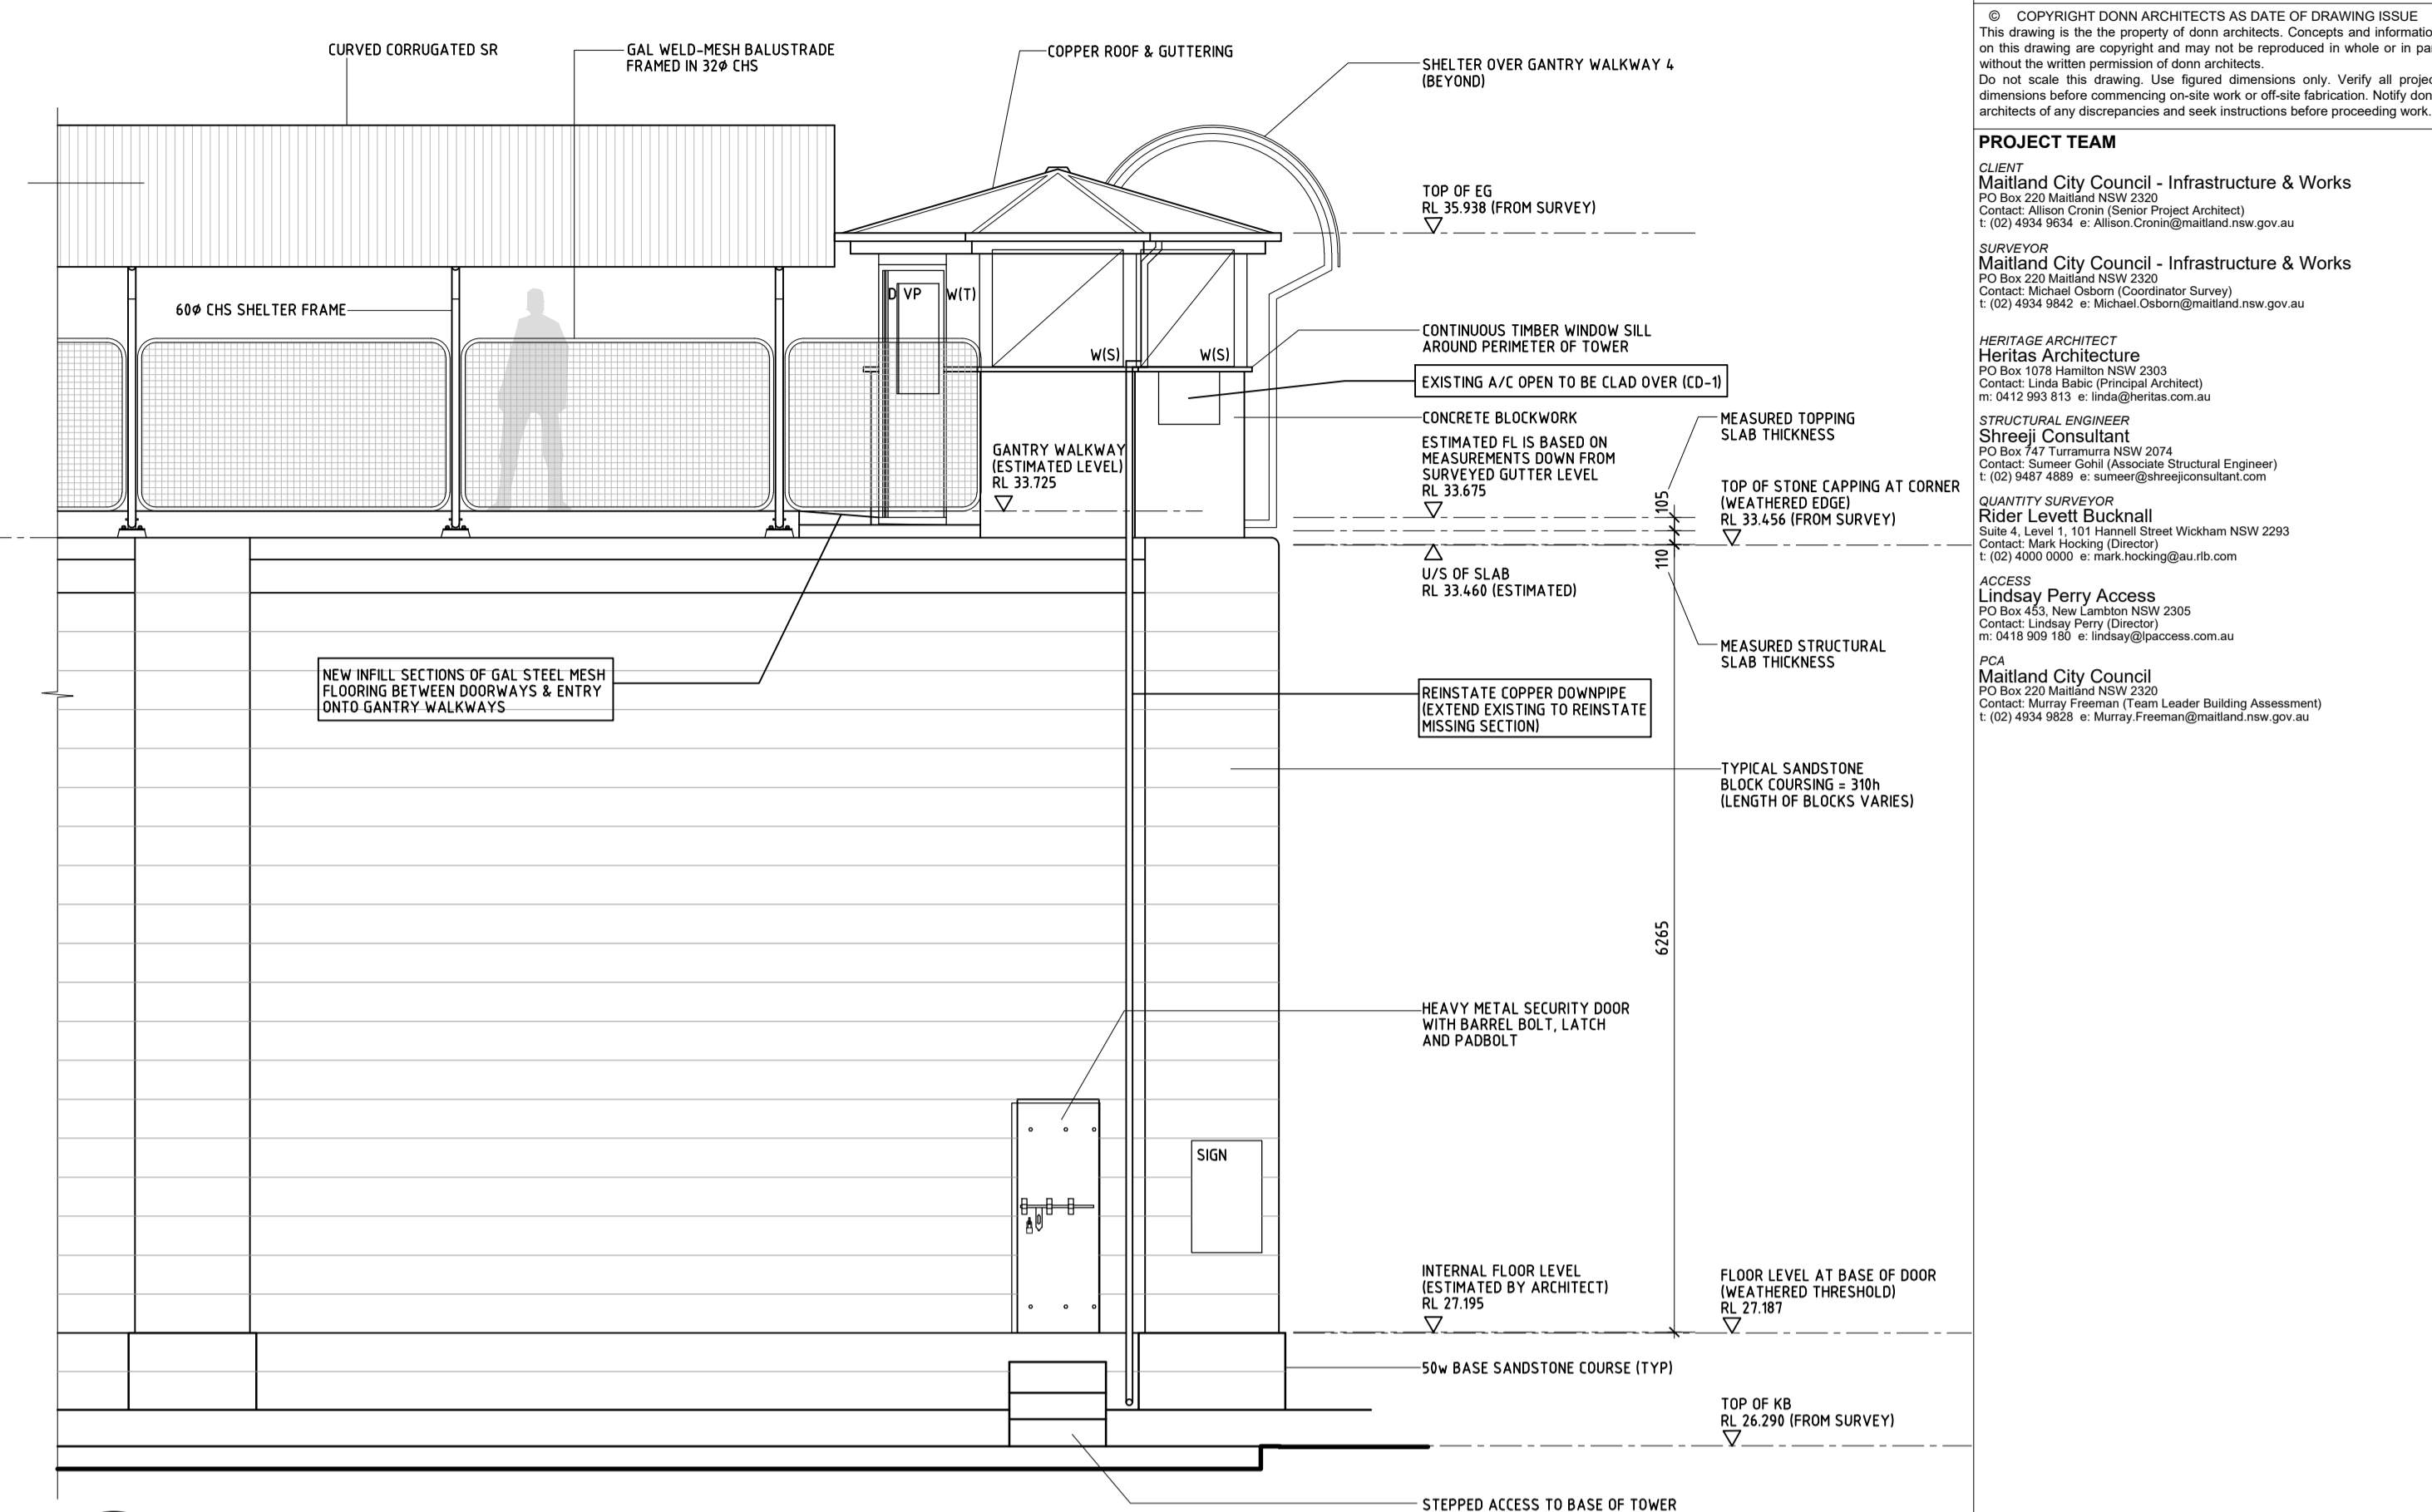 CURVED CORRUGATED SR
GAL WELD-MESH BALUSTRADE
FRAMED IN 32Ø CHS
COPPER ROOF & GUTTERING
SHELTER OVER GANTRY WALKWAY 4
(BEYOND)
TOP OF EG
RL 35.938 (FROM SURVEY)
60Ø CHS SHELTER FRAME
D
VP
W(T)
W(S)
W(S)
CONTINUOUS TIMBER WINDOW SILL
AROUND PERIMETER OF TOWER
EXISTING A/C OPEN TO BE CLAD OVER (CD-1)
CONCRETE BLOCKWORK
GANTRY WALKWAY
(ESTIMATED LEVEL)
RL 33.725
ESTIMATED FL IS BASED ON
MEASUREMENTS DOWN FROM
SURVEYED GUTTER LEVEL
RL 33.675
MEASURED TOPPING
SLAB THICKNESS
105
TOP OF STONE CAPPING AT CORNER
(WEATHERED EDGE)
RL 33.456 (FROM SURVEY)
110
U/S OF SLAB
RL 33.460 (ESTIMATED)
MEASURED STRUCTURAL
SLAB THICKNESS
NEW INFILL SECTIONS OF GAL STEEL MESH
FLOORING BETWEEN DOORWAYS & ENTRY
ONTO GANTRY WALKWAYS
REINSTATE COPPER DOWNPIPE
(EXTEND EXISTING TO REINSTATE
MISSING SECTION)
TYPICAL SANDSTONE
BLOCK COURSING = 310h
(LENGTH OF BLOCKS VARIES)
6265
HEAVY METAL SECURITY DOOR
WITH BARREL BOLT, LATCH
AND PADBOLT
SIGN
INTERNAL FLOOR LEVEL
(ESTIMATED BY ARCHITECT)
RL 27.195
FLOOR LEVEL AT BASE OF DOOR
(WEATHERED THRESHOLD)
RL 27.187
50w BASE SANDSTONE COURSE (TYP)
TOP OF KB
RL 26.290 (FROM SURVEY)
STEPPED ACCESS TO BASE OF TOWER
© COPYRIGHT DONN ARCHITECTS AS DATE OF DRAWING ISSUE
This drawing is the the property of donn architects. Concepts and informatio
on this drawing are copyright and may not be reproduced in whole or in par
without the written permission of donn architects.
Do not scale this drawing. Use figured dimensions only. Verify all projec
dimensions before commencing on-site work or off-site fabrication. Notify don
architects of any discrepancies and seek instructions before proceeding work.
PROJECT TEAM
CLIENT
Maitland City Council - Infrastructure & Works
PO Box 220 Maitland NSW 2320
Contact: Allison Cronin (Senior Project Architect)
t: (02) 4934 9634 e: Allison.Cronin@maitland.nsw.gov.au
SURVEYOR
Maitland City Council - Infrastructure & Works
PO Box 220 Maitland NSW 2320
Contact: Michael Osborn (Coordinator Survey)
t: (02) 4934 9842 e: Michael.Osborn@maitland.nsw.gov.au
HERITAGE ARCHITECT
Heritas Architecture
PO Box 1078 Hamilton NSW 2303
Contact: Linda Babic (Principal Architect)
m: 0412 993 813 e: linda@heritas.com.au
STRUCTURAL ENGINEER
Shreeji Consultant
PO Box 747 Turramurra NSW 2074
Contact: Sumeer Gohil (Associate Structural Engineer)
t: (02) 9487 4889 e: sumeer@shreejiconsultant.com
QUANTITY SURVEYOR
Rider Levett Bucknall
Suite 4, Level 1, 101 Hannell Street Wickham NSW 2293
Contact: Mark Hocking (Director)
t: (02) 4000 0000 e: mark.hocking@au.rlb.com
ACCESS
Lindsay Perry Access
PO Box 453, New Lambton NSW 2305
Contact: Lindsay Perry (Director)
m: 0418 909 180 e: lindsay@lpaccess.com.au
PCA
Maitland City Council
PO Box 220 Maitland NSW 2320
Contact: Murray Freeman (Team Leader Building Assessment)
t: (02) 4934 9828 e: Murray.Freeman@maitland.nsw.gov.au